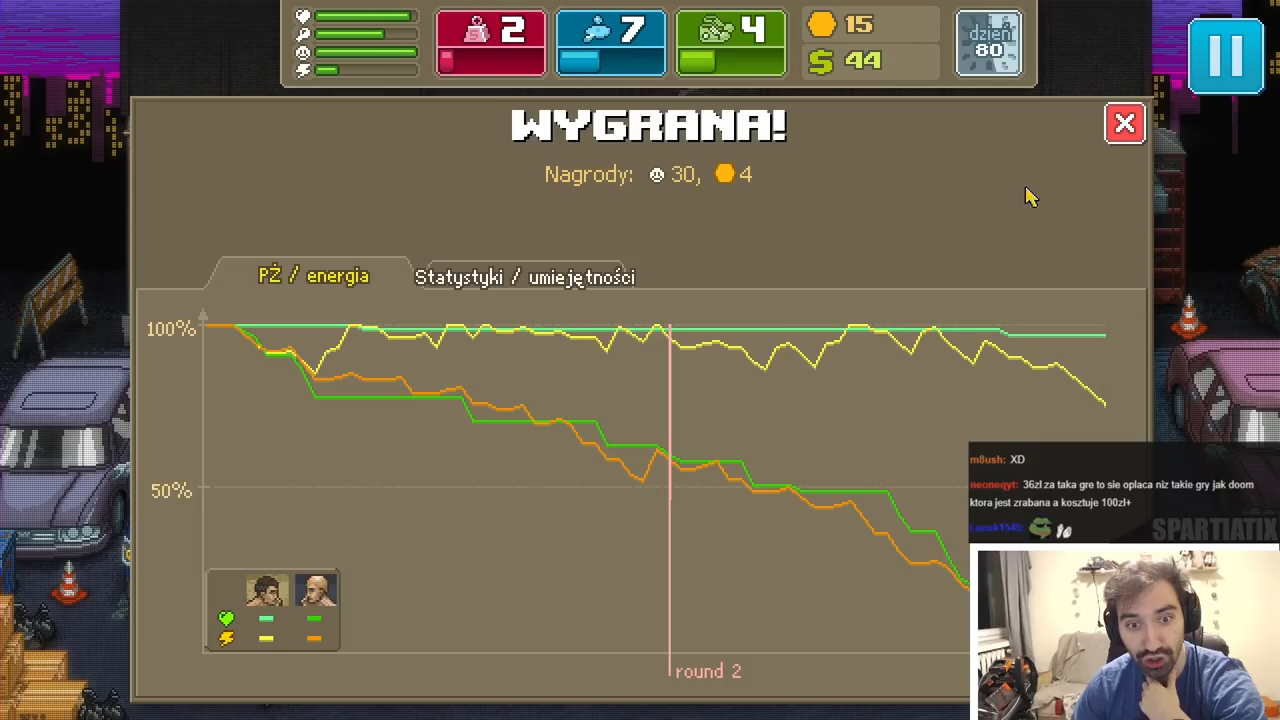 2
7
4
15
44
dzień
80
WYGRANA!
Nagrody: 30, 4
PŻ / energia
Statystyki / umiejętności
100%
50%
round 2
m8ush: XD
neoneqyt: 36zl za taka gre to sie oplaca niz takie gry jak doom
ktora jest zrabana a kosztuje 100zl+
SPARTIATIX